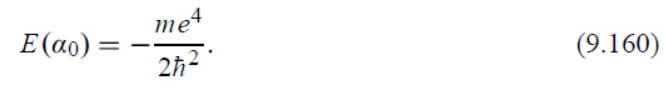 E(α₀) = −me⁴/2ħ². (9.160)